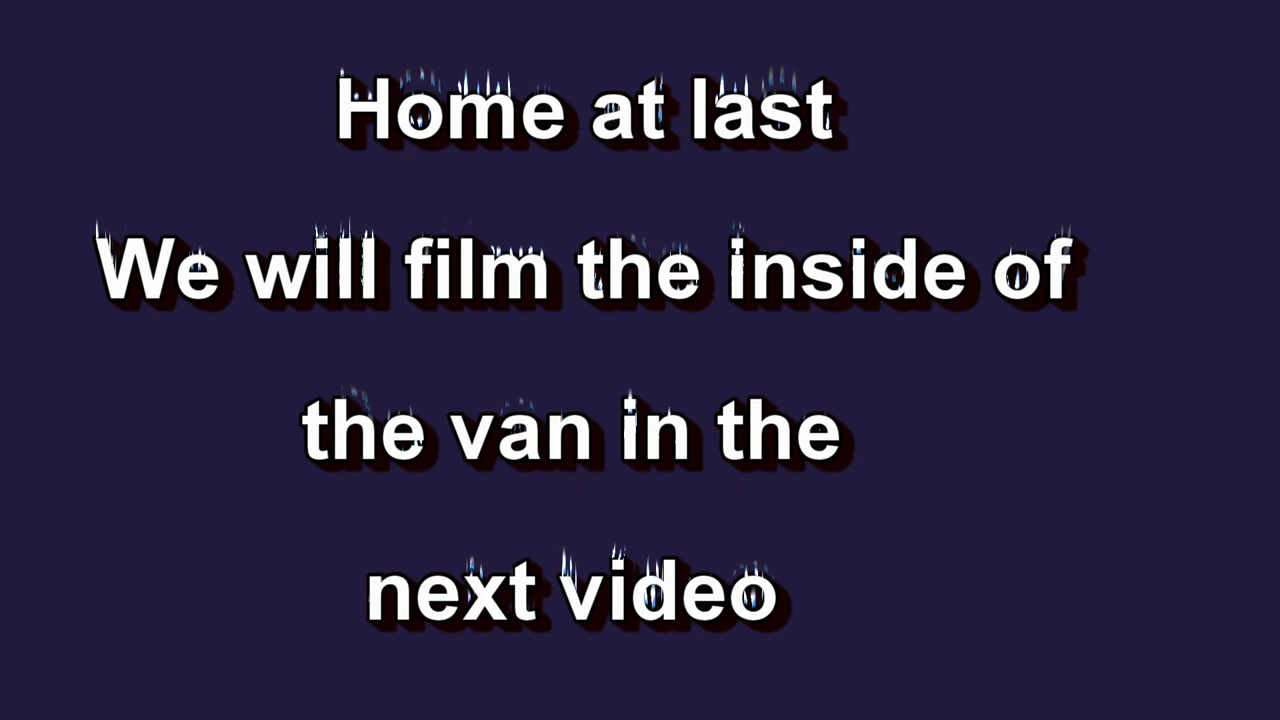 Home at last
We will film the inside of
the van in the
next video